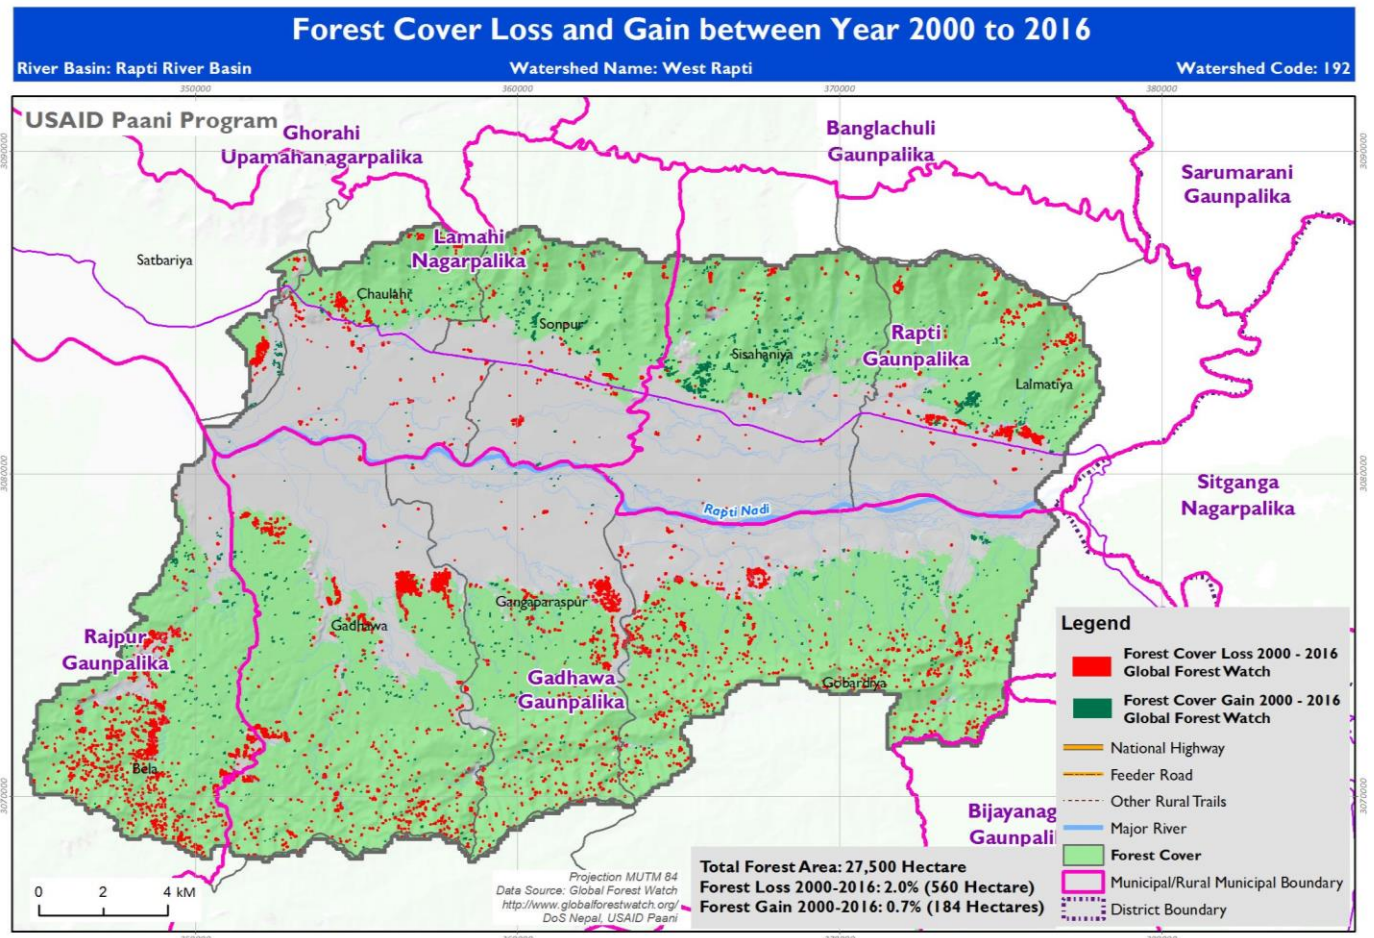 Forest Cover Loss and Gain between Year 2000 to 2016
River Basin: Rapti River Basin
Watershed Name: West Rapti
Watershed Code: 192
350000
360000
370000
380000
USAID Paani Program
Ghorahi
Upamahanagarpalika
Banglachuli
Gaunpalika
Sarumarani
Gaunpalika
3090000
3090000
Lamahi
Nagarpalika
Satbariya
Chaulahi
Sonpur
Sisahaniya
Rapti
Gaunpalika
Lalmatiya
3080000
3080000
Sitganga
Nagarpalika
Rapti Nadi
Gangaparaspur
Gadhawa
Rajpur
Gaunpalika
Gadhawa
Gaunpalika
Gobardiya
Bela
3070000
3070000
Bijayanag
Gaunpali
Legend
Forest Cover Loss 2000 - 2016
Global Forest Watch
Forest Cover Gain 2000 - 2016
Global Forest Watch
National Highway
Feeder Road
Other Rural Trails
Major River
Forest Cover
Municipal/Rural Municipal Boundary
District Boundary
Total Forest Area: 27,500 Hectare
Forest Loss 2000-2016: 2.0% (560 Hectare)
Forest Gain 2000-2016: 0.7% (184 Hectares)
Projection MUTM 84
Data Source: Global Forest Watch
http://www.globalforestwatch.org/
DoS Nepal, USAID Paani
0 2 4 kM